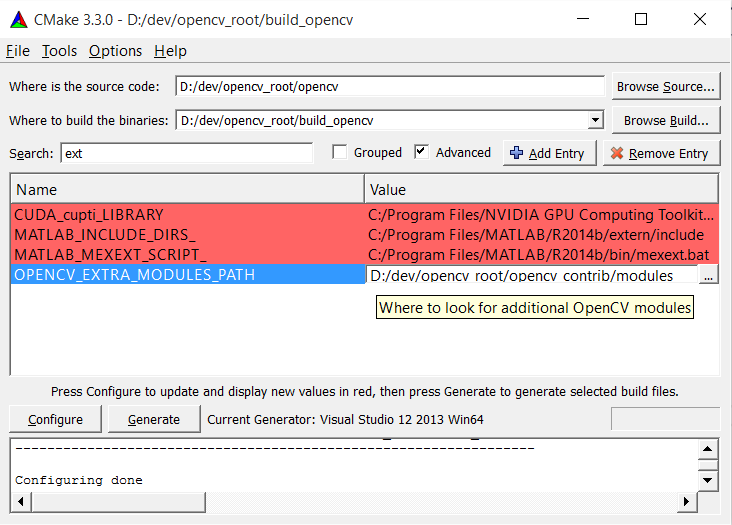 CMake 3.3.0 - D:/dev/opencv_root/build_opencv
File Tools Options Help
Where is the source code: D:/dev/opencv_root/opencv Browse Source...
Where to build the binaries: D:/dev/opencv_root/build_opencv Browse Build...
Search: ext Grouped Advanced Add Entry Remove Entry
Name Value
CUDA_cupti_LIBRARY C:/Program Files/NVIDIA GPU Computing Toolkit...
MATLAB_INCLUDE_DIRS_ C:/Program Files/MATLAB/R2014b/extern/include
MATLAB_MEXEXT_SCRIPT_ C:/Program Files/MATLAB/R2014b/bin/mexext.bat
OPENCV_EXTRA_MODULES_PATH D:/dev/opencv_root/opencv_contrib/modules ...
Where to look for additional OpenCV modules
Press Configure to update and display new values in red, then press Generate to generate selected build files.
Configure Generate Current Generator: Visual Studio 12 2013 Win64
-----------------------------------------------------------------
Configuring done